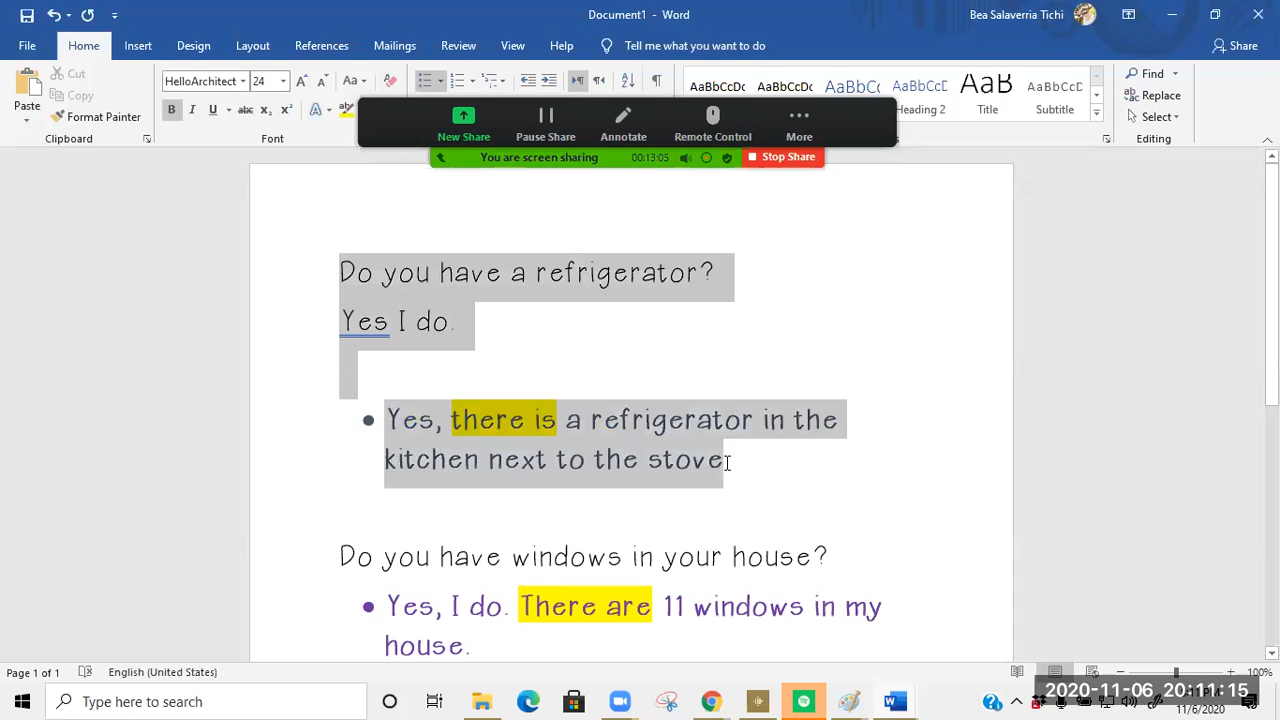 Document1 - Word
Bea Salaverria Tichi
File Home Insert Design Layout References Mailings Review View Help Tell me what you want to do Share
Paste
Cut
Copy
Format Painter
Clipboard
HelloArchitect 24
Font
AaBbCcDc AaBbCcDc AaBbCc AaBbCcD AaB AaBbCcD
Heading 2 Title Subtitle
Find
Replace
Select
Editing
New Share Pause Share Annotate Remote Control More
You are screen sharing 00:13:05 Stop Share
Do you have a refrigerator?
Yes I do.
• Yes, there is a refrigerator in the
kitchen next to the stove
Do you have windows in your house?
• Yes, I do. There are 11 windows in my
house.
Page 1 of 1 English (United States) 100%
Type here to search
2020-11-06 20:11:15
11/6/2020